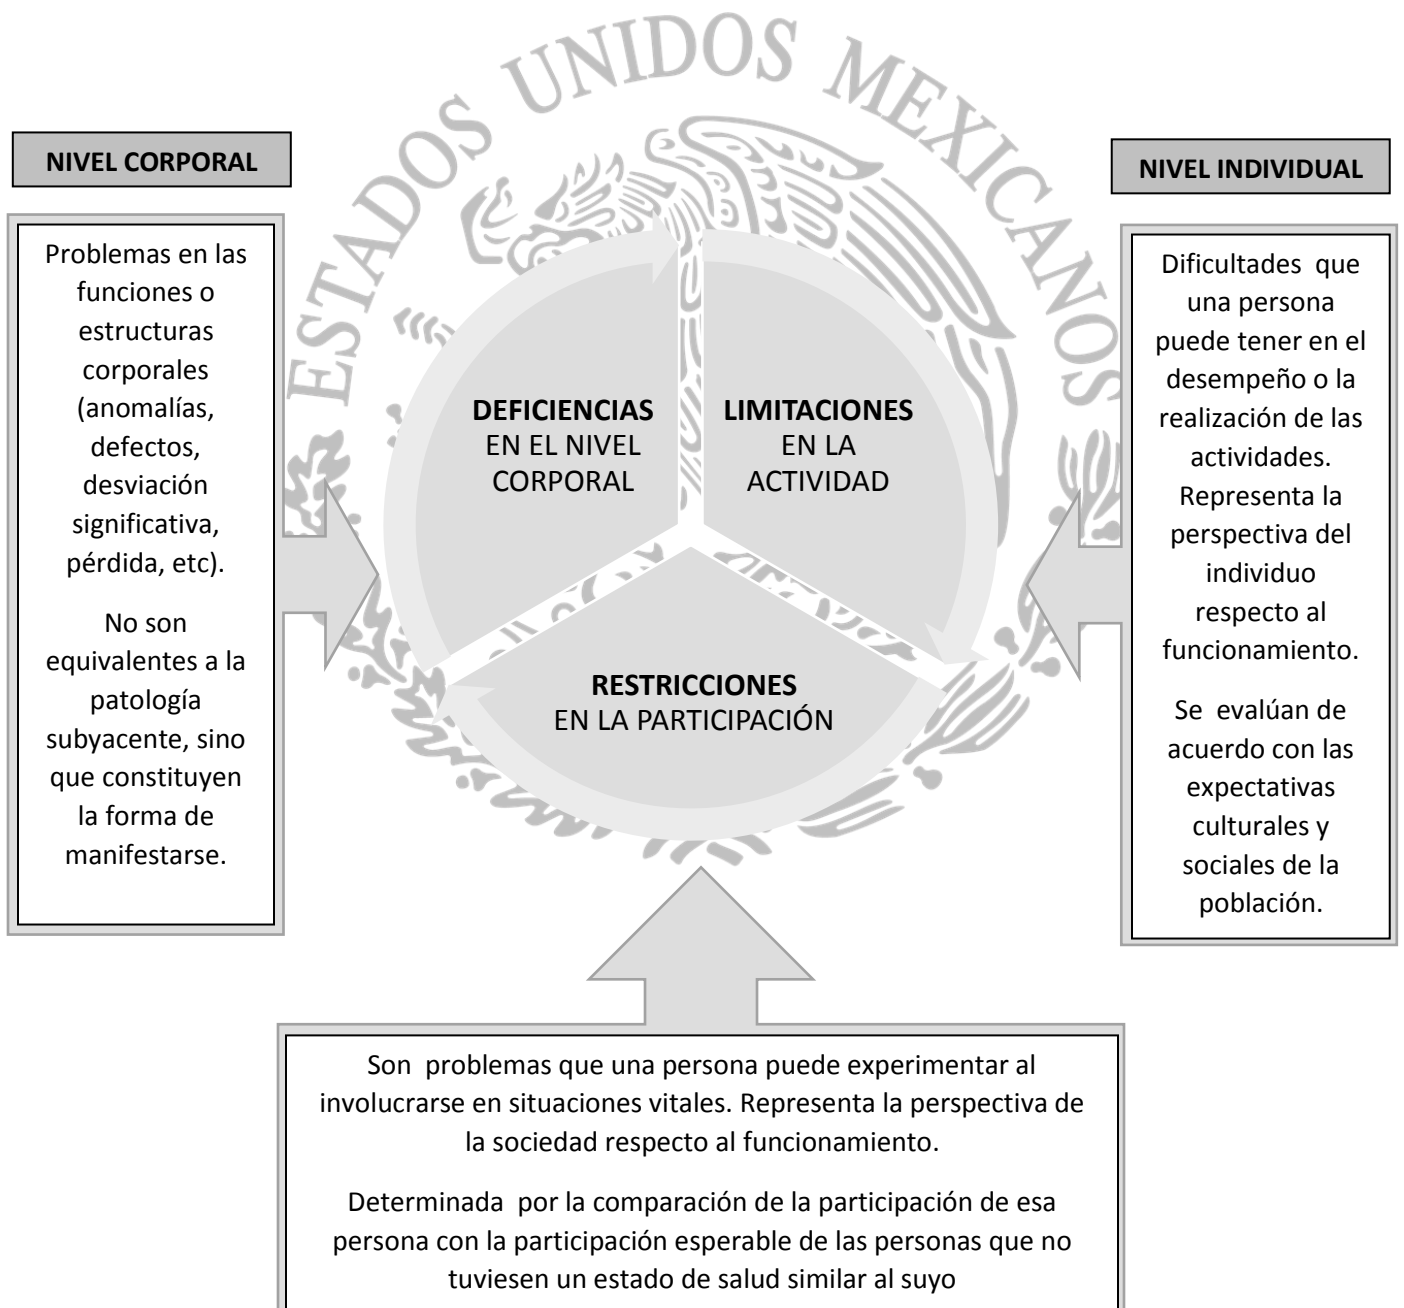 ESTADOS UNIDOS MEXICANOS
NIVEL CORPORAL
Problemas en las
funciones o
estructuras
corporales
(anomalías,
defectos,
desviación
significativa,
pérdida, etc).
No son
equivalentes a la
patología
subyacente, sino
que constituyen
la forma de
manifestarse.
DEFICIENCIAS
EN EL NIVEL
CORPORAL
LIMITACIONES
EN LA
ACTIVIDAD
RESTRICCIONES
EN LA PARTICIPACIÓN
NIVEL INDIVIDUAL
Dificultades que
una persona
puede tener en el
desempeño o la
realización de las
actividades.
Representa la
perspectiva del
individuo
respecto al
funcionamiento.
Se evalúan de
acuerdo con las
expectativas
culturales y
sociales de la
población.
Son problemas que una persona puede experimentar al
involucrarse en situaciones vitales. Representa la perspectiva de
la sociedad respecto al funcionamiento.
Determinada por la comparación de la participación de esa
persona con la participación esperable de las personas que no
tuviesen un estado de salud similar al suyo